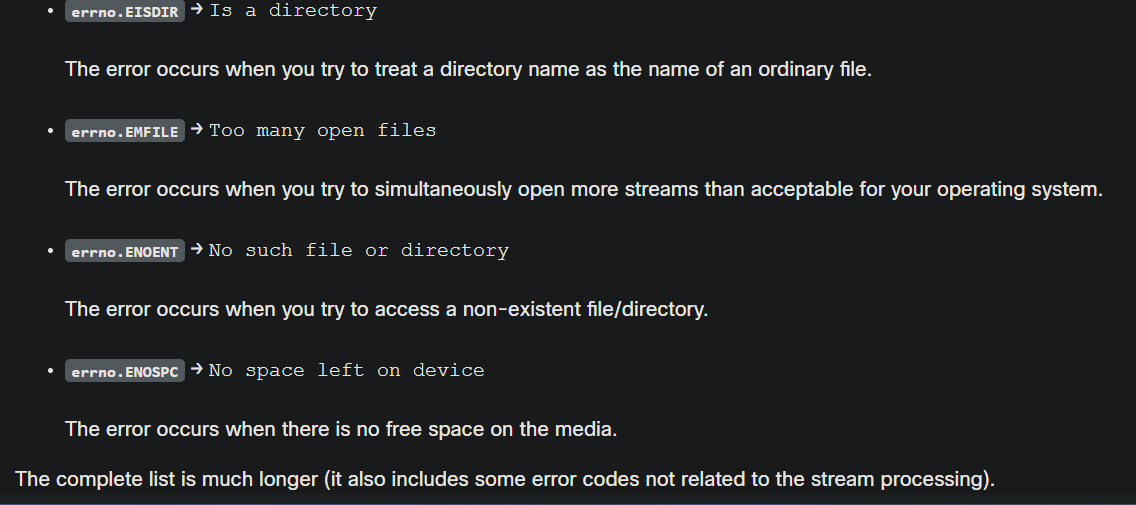 • errno.EISDIR → Is a directory
The error occurs when you try to treat a directory name as the name of an ordinary file.
• errno.EMFILE → Too many open files
The error occurs when you try to simultaneously open more streams than acceptable for your operating system.
• errno.ENOENT → No such file or directory
The error occurs when you try to access a non-existent file/directory.
• errno.ENOSPC → No space left on device
The error occurs when there is no free space on the media.
The complete list is much longer (it also includes some error codes not related to the stream processing).